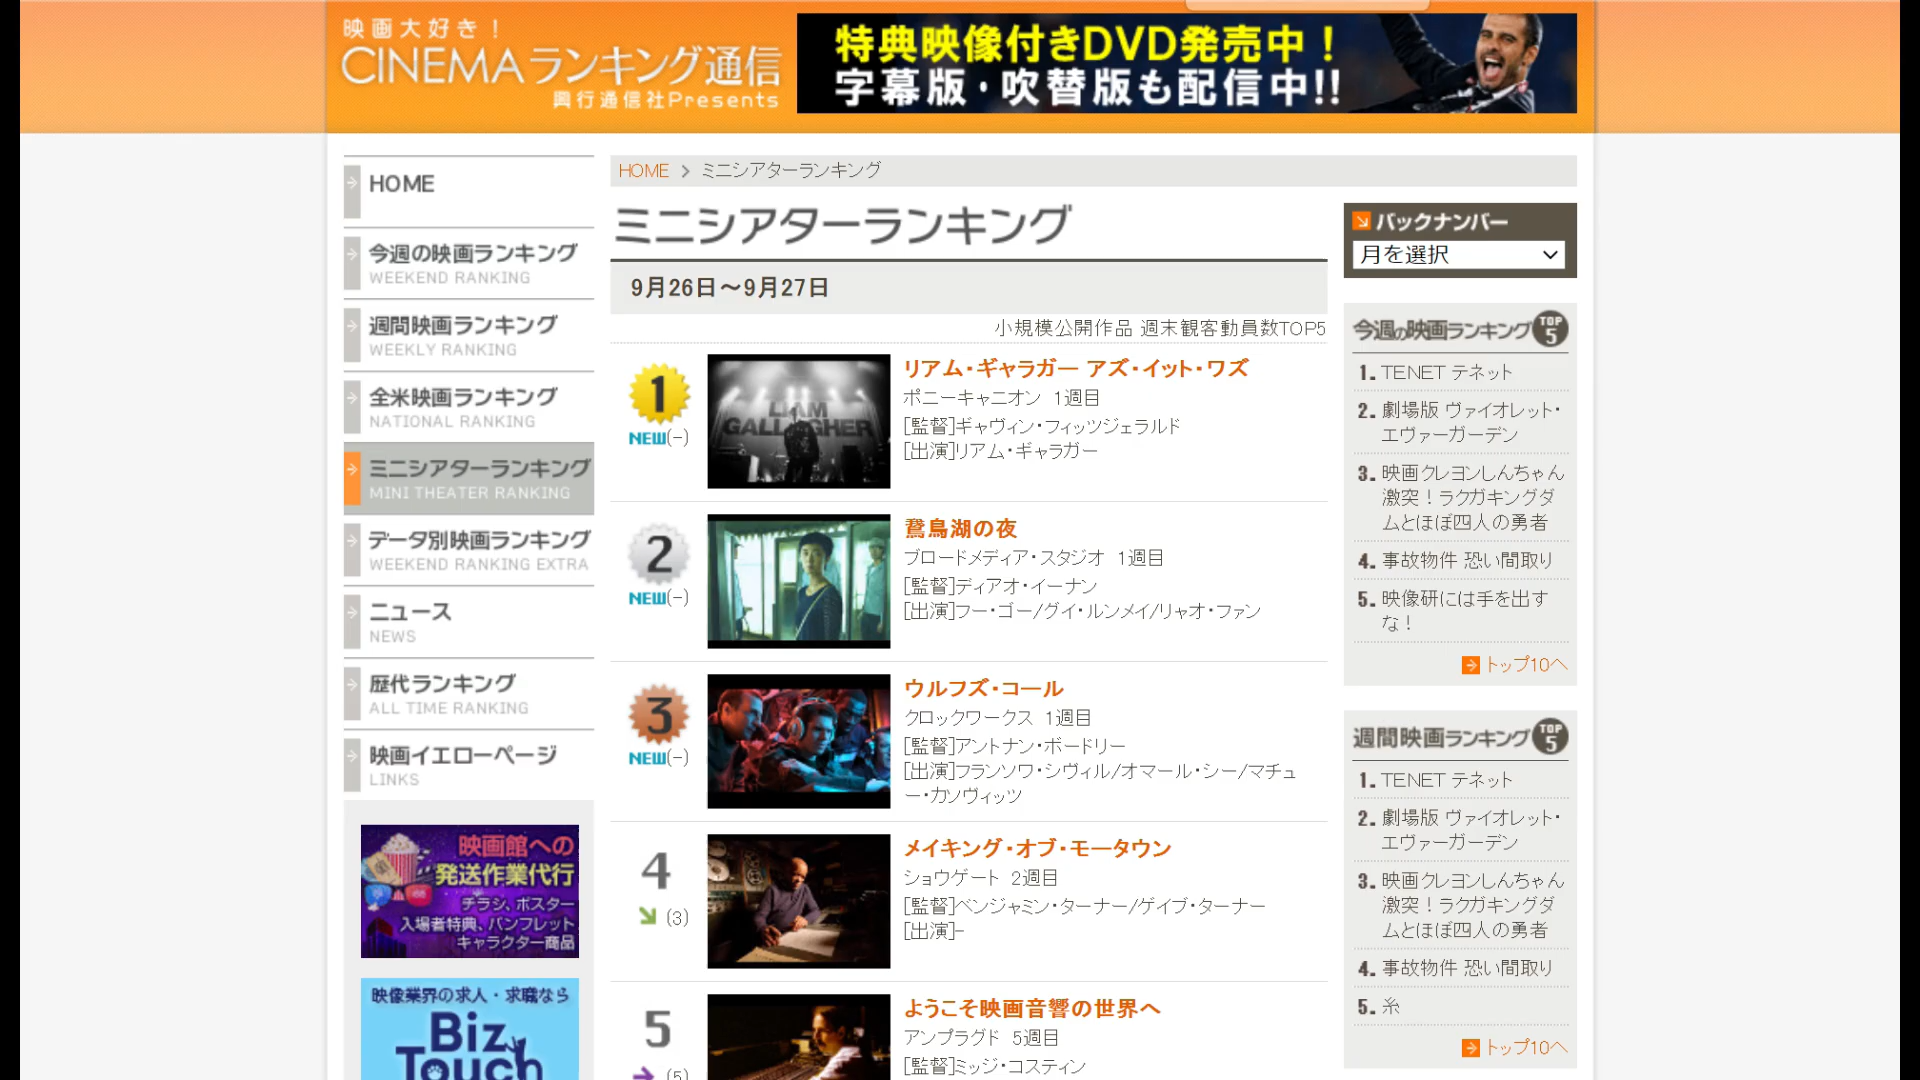 映画大好き！
CINEMAランキング通信
興行通信社Presents
特典映像付きDVD発売中！
字幕版・吹替版も配信中!!
HOME
今週の映画ランキング
WEEKEND RANKING
週間映画ランキング
WEEKLY RANKING
全米映画ランキング
NATIONAL RANKING
ミニシアターランキング
MINI THEATER RANKING
データ別映画ランキング
WEEKEND RANKING EXTRA
ニュース
NEWS
歴代ランキング
ALL TIME RANKING
映画イエローページ
LINKS
映画館への
発送作業代行
チラシ、ポスター
入場者特典、パンフレット
キャラクター商品
映像業界の求人・求職なら
Biz
Touch
HOME > ミニシアターランキング
ミニシアターランキング
9月26日～9月27日
小規模公開作品 週末観客動員数TOP5
1
NEW(-)
LIAM
GALLAGHER
リアム・ギャラガー アズ・イット・ワズ
ポニーキャニオン 1週目
[監督]ギャヴィン・フィッツジェラルド
[出演]リアム・ギャラガー
2
NEW(-)
鵞鳥湖の夜
ブロードメディア・スタジオ 1週目
[監督]ディアオ・イーナン
[出演]フー・ゴー/グイ・ルンメイ/リャオ・ファン
3
NEW(-)
ウルフズ・コール
クロックワークス 1週目
[監督]アントナン・ボードリー
[出演]フランソワ・シヴィル/オマール・シー/マチュ
ー・カソヴィッツ
4
(3)
メイキング・オブ・モータウン
ショウゲート 2週目
[監督]ベンジャミン・ターナー/ゲイブ・ターナー
[出演]-
5
(5)
ようこそ映画音響の世界へ
アンプラグド 5週目
[監督]ミッジ・コスティン
バックナンバー
月を選択
今週の映画ランキング TOP 5
1. TENET テネット
2. 劇場版 ヴァイオレット・
エヴァーガーデン
3. 映画クレヨンしんちゃん
激突！ラクガキングダ
ムとほぼ四人の勇者
4. 事故物件 恐い間取り
5. 映像研には手を出す
な！
トップ10へ
週間映画ランキング TOP 5
1. TENET テネット
2. 劇場版 ヴァイオレット・
エヴァーガーデン
3. 映画クレヨンしんちゃん
激突！ラクガキングダ
ムとほぼ四人の勇者
4. 事故物件 恐い間取り
5. 糸
トップ10へ